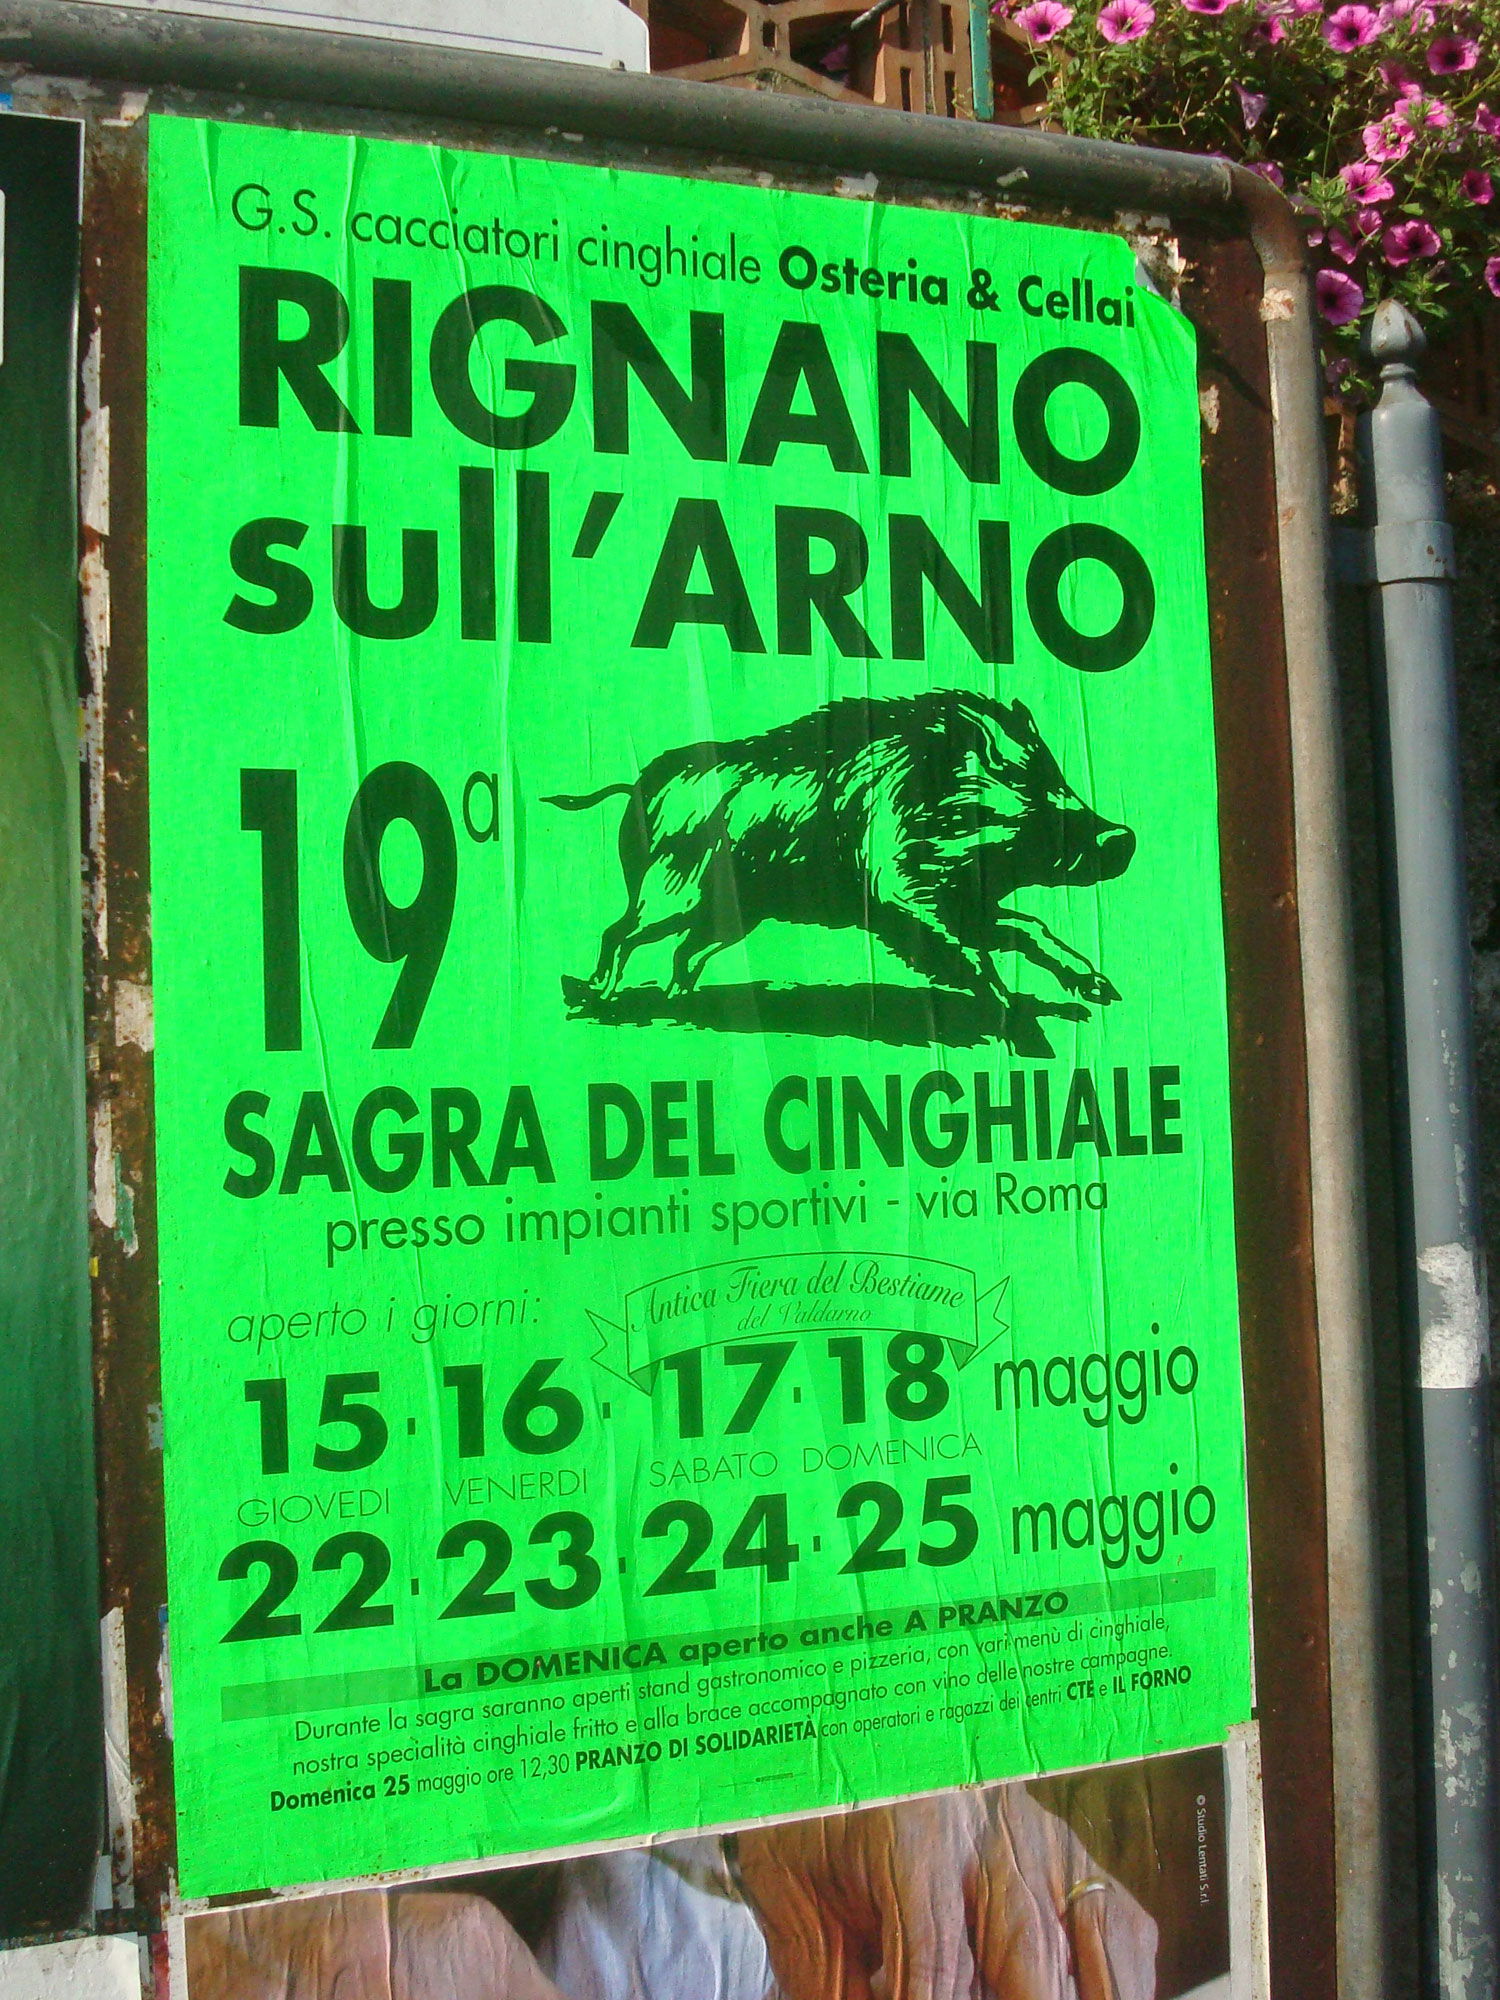 G.S. cacciatori cinghiale Osteria & Cellai
RIGNANO
sull'ARNO
19a
SAGRA DEL CINGHIALE
presso impianti sportivi - via Roma
aperto i giorni:
Antica Fiera del Bestiame
del Valdarno
15 · 16 · 17 · 18 maggio
GIOVEDI VENERDI SABATO DOMENICA
22 · 23 · 24 · 25 maggio
La DOMENICA aperto anche A PRANZO
Durante la sagra saranno aperti stand gastronomico e pizzeria, con vari menù di cinghiale,
nostra specialità cinghiale fritto e alla brace accompagnato con vino delle nostre campagne.
Domenica 25 maggio ore 12,30 PRANZO DI SOLIDARIETÀ con operatori e ragazzi dei centri CTE e IL FORNO
© Studio Lentati S.r.l.